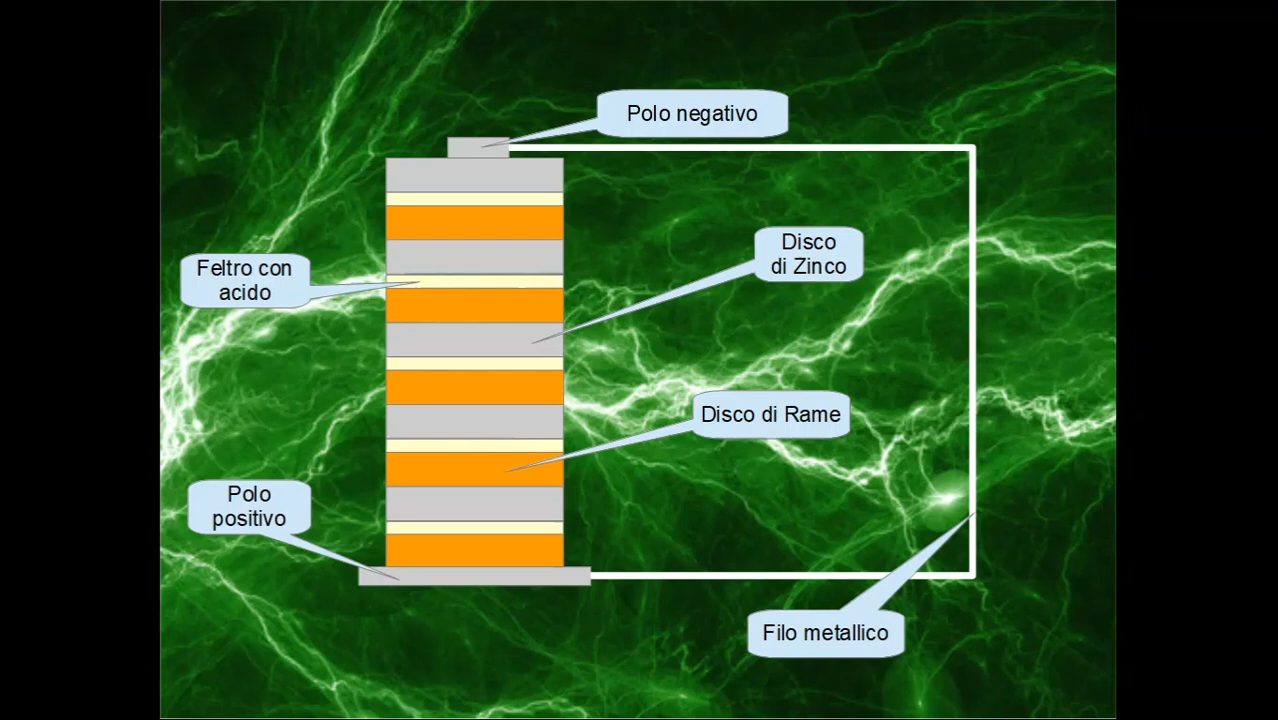 Polo negativo
Disco
di Zinco
Feltro con
acido
Disco di Rame
Polo
positivo
Filo metallico